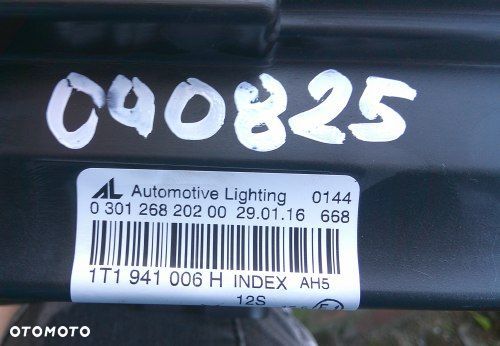 090825
AL Automotive Lighting 0144
0 301 268 202 00 29.01.16 668
1T1 941 006 H INDEX AH5
12S
OTOMOTO